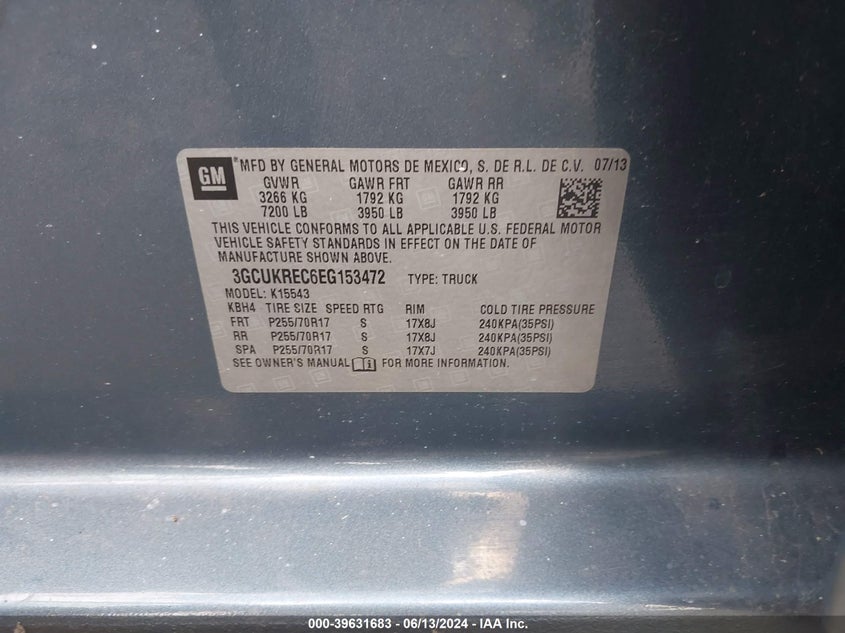 GM
® MFD BY GENERAL MOTORS DE MEXICO, S. DE R.L. DE C.V. 07/13
GVWR GAWR FRT GAWR RR
3266 KG 1792 KG 1792 KG
7200 LB 3950 LB 3950 LB
THIS VEHICLE CONFORMS TO ALL APPLICABLE U.S. FEDERAL MOTOR
VEHICLE SAFETY STANDARDS IN EFFECT ON THE DATE OF
MANUFACTURE SHOWN ABOVE.
3GCUKREC6EG153472 TYPE: TRUCK
MODEL: K15543
KBH4 TIRE SIZE SPEED RTG RIM COLD TIRE PRESSURE
FRT P255/70R17 S 17X8J 240KPA(35PSI)
RR P255/70R17 S 17X8J 240KPA(35PSI)
SPA P255/70R17 S 17X7J 240KPA(35PSI)
SEE OWNER'S MANUAL FOR MORE INFORMATION.
000-39631683 - 06/13/2024 - IAA Inc.